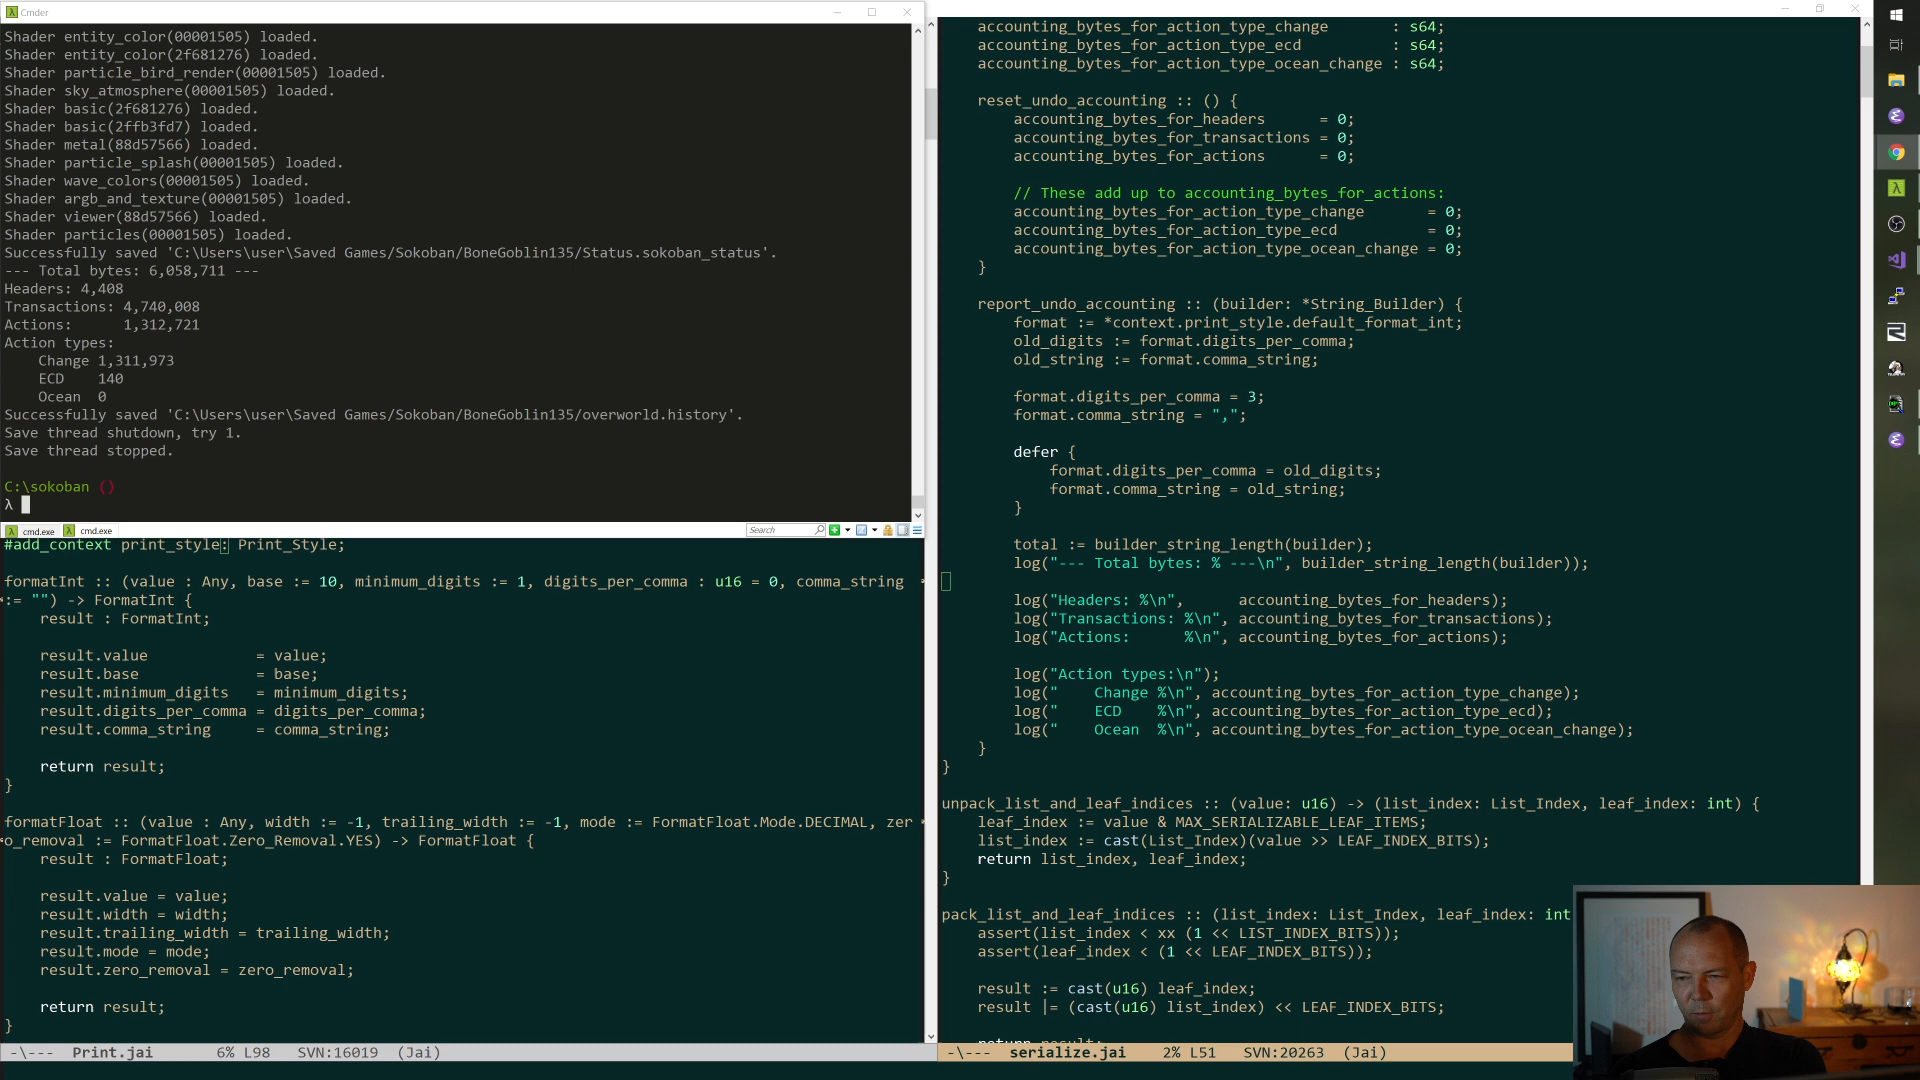 Cmder
Shader entity_color(00001505) loaded.
Shader entity_color(2f681276) loaded.
Shader particle_bird_render(00001505) loaded.
Shader sky_atmosphere(00001505) loaded.
Shader basic(2f681276) loaded.
Shader basic(2ffb3fd7) loaded.
Shader metal(88d57566) loaded.
Shader particle_splash(00001505) loaded.
Shader wave_colors(00001505) loaded.
Shader argb_and_texture(00001505) loaded.
Shader viewer(88d57566) loaded.
Shader particles(00001505) loaded.
Successfully saved 'C:\Users\user\Saved Games/Sokoban/BoneGoblin135/Status.sokoban_status'.
--- Total bytes: 6,058,711 ---
Headers: 4,408
Transactions: 4,740,008
Actions:      1,312,721
Action types:
    Change 1,311,973
    ECD    140
    Ocean  0
Successfully saved 'C:\Users\user\Saved Games/Sokoban/BoneGoblin135/overworld.history'.
Save thread shutdown, try 1.
Save thread stopped.
C:\sokoban ()
λ
cmd.exe cmd.exe Search
#add_context print_style: Print_Style;
formatInt :: (value : Any, base := 10, minimum_digits := 1, digits_per_comma : u16 = 0, comma_string
:= "") -> FormatInt {
    result : FormatInt;
    result.value            = value;
    result.base             = base;
    result.minimum_digits   = minimum_digits;
    result.digits_per_comma = digits_per_comma;
    result.comma_string     = comma_string;
    return result;
}
formatFloat :: (value : Any, width := -1, trailing_width := -1, mode := FormatFloat.Mode.DECIMAL, zer
o_removal := FormatFloat.Zero_Removal.YES) -> FormatFloat {
    result : FormatFloat;
    result.value = value;
    result.width = width;
    result.trailing_width = trailing_width;
    result.mode = mode;
    result.zero_removal = zero_removal;
    return result;
}
-\--- Print.jai 6% L98 SVN:16019 (Jai)
    accounting_bytes_for_action_type_change       : s64;
    accounting_bytes_for_action_type_ecd          : s64;
    accounting_bytes_for_action_type_ocean_change : s64;
    reset_undo_accounting :: () {
        accounting_bytes_for_headers      = 0;
        accounting_bytes_for_transactions = 0;
        accounting_bytes_for_actions      = 0;
        // These add up to accounting_bytes_for_actions:
        accounting_bytes_for_action_type_change       = 0;
        accounting_bytes_for_action_type_ecd          = 0;
        accounting_bytes_for_action_type_ocean_change = 0;
    }
    report_undo_accounting :: (builder: *String_Builder) {
        format := *context.print_style.default_format_int;
        old_digits := format.digits_per_comma;
        old_string := format.comma_string;
        format.digits_per_comma = 3;
        format.comma_string = ",";
        defer {
            format.digits_per_comma = old_digits;
            format.comma_string = old_string;
        }
        total := builder_string_length(builder);
        log("--- Total bytes: % ---\n", builder_string_length(builder));
        log("Headers: %\n",      accounting_bytes_for_headers);
        log("Transactions: %\n", accounting_bytes_for_transactions);
        log("Actions:      %\n", accounting_bytes_for_actions);
        log("Action types:\n");
        log("    Change %\n", accounting_bytes_for_action_type_change);
        log("    ECD    %\n", accounting_bytes_for_action_type_ecd);
        log("    Ocean  %\n", accounting_bytes_for_action_type_ocean_change);
    }
}
unpack_list_and_leaf_indices :: (value: u16) -> (list_index: List_Index, leaf_index: int) {
    leaf_index := value & MAX_SERIALIZABLE_LEAF_ITEMS;
    list_index := cast(List_Index)(value >> LEAF_INDEX_BITS);
    return list_index, leaf_index;
}
pack_list_and_leaf_indices :: (list_index: List_Index, leaf_index: int
    assert(list_index < xx (1 << LIST_INDEX_BITS));
    assert(leaf_index < (1 << LEAF_INDEX_BITS));
    result := cast(u16) leaf_index;
    result |= (cast(u16) list_index) << LEAF_INDEX_BITS;
    return result;
-\--- serialize.jai 2% L51 SVN:20263 (Jai)